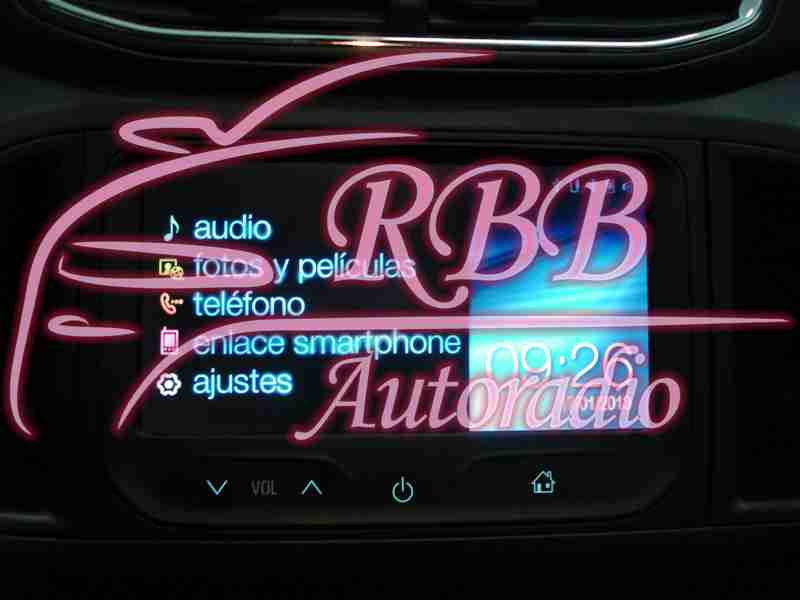 RBB
audio
fotos y películas
teléfono
enlace smartphone
09:26
ajustes
Autoradio
VOL